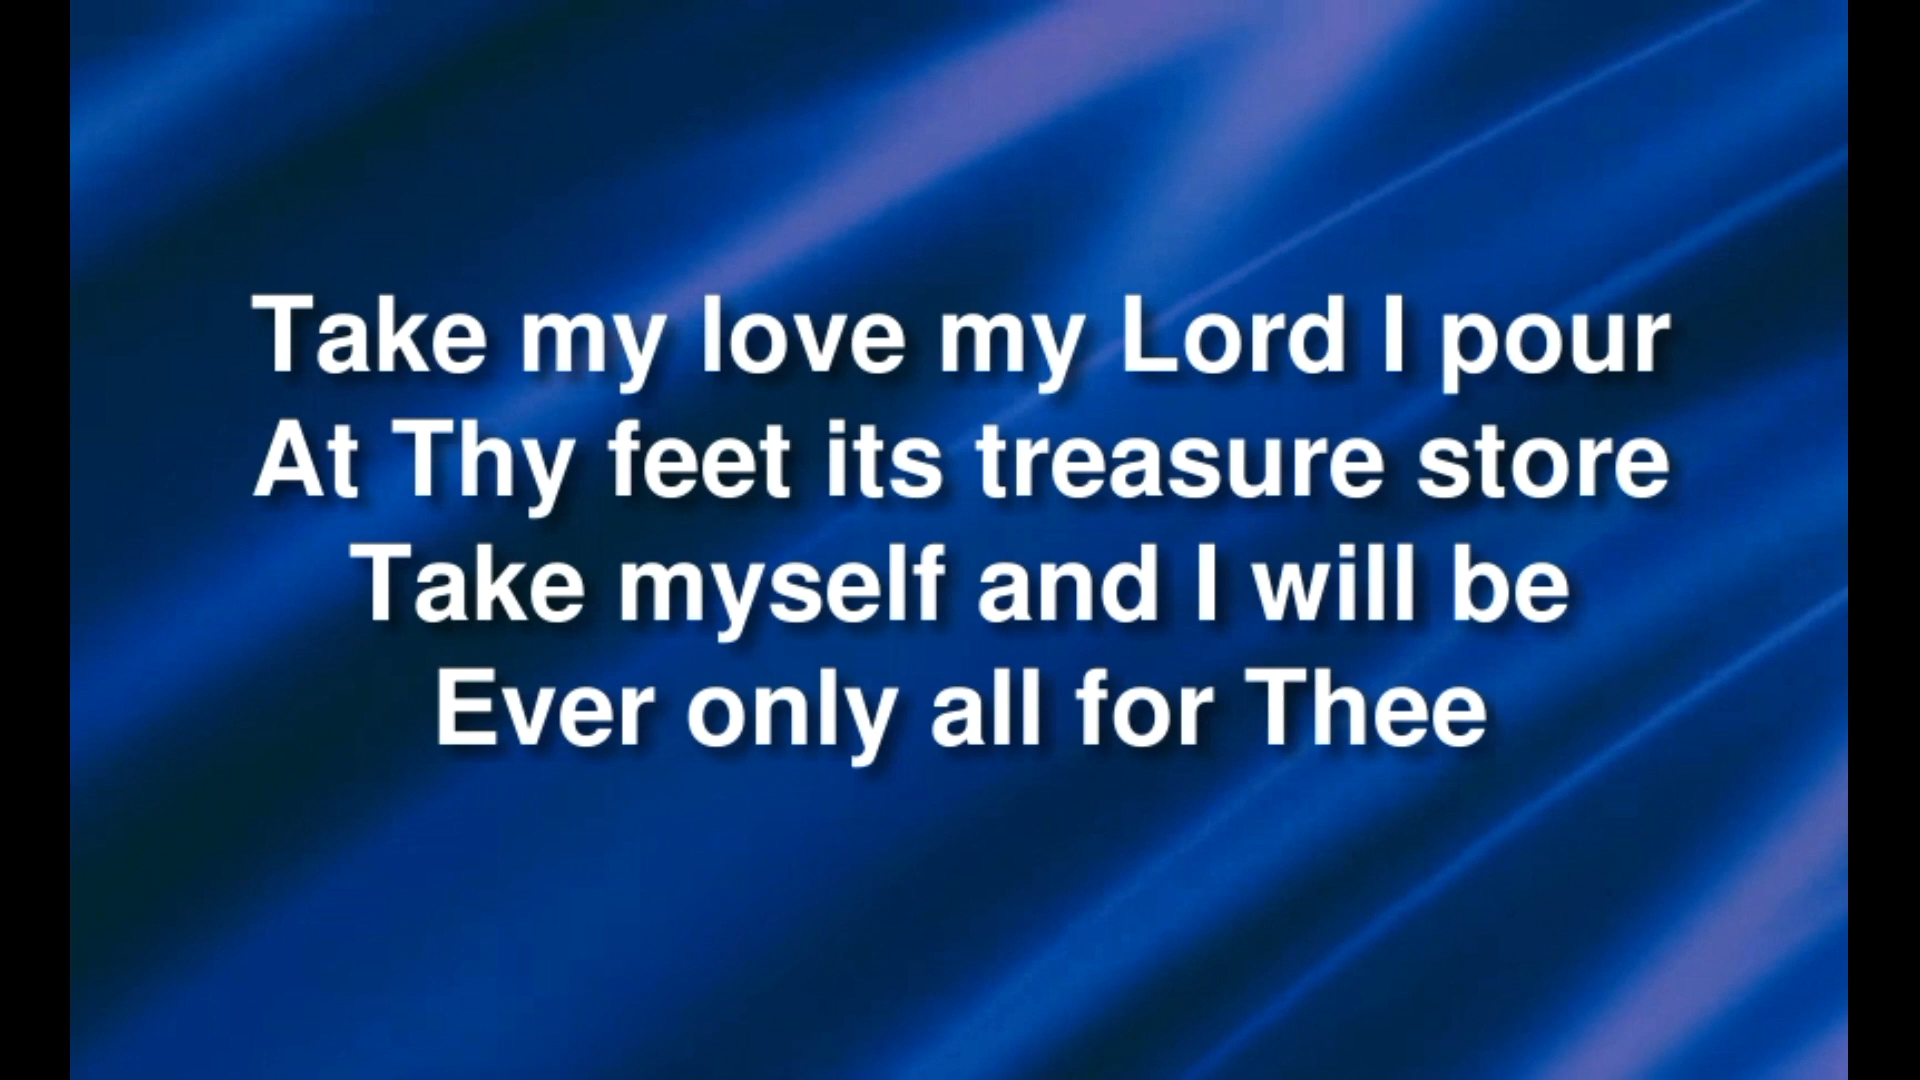 Take my love my Lord I pour
At Thy feet its treasure store
Take myself and I will be
Ever only all for Thee